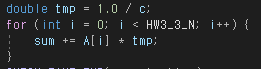 double tmp = 1.0 / c;
for (int i = 0; i < HW3_3_N; i++) {
sum += A[i] * tmp;